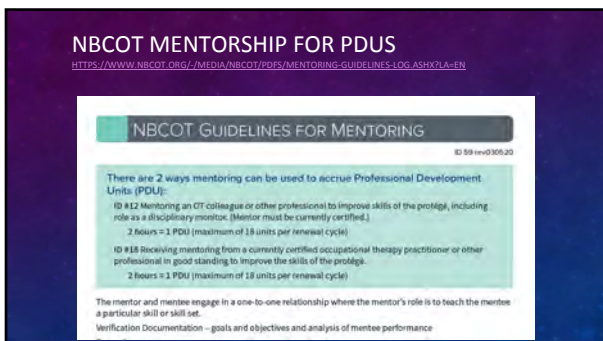 NBCOT MENTORSHIP FOR PDUS
HTTPS://WWW.NBCOT.ORG/-/MEDIA/NBCOT/PDFS/MENTORING-GUIDELINES-LOG.ASHX?LA=EN
NBCOT GUIDELINES FOR MENTORING
ID 59 rev030520
There are 2 ways mentoring can be used to accrue Professional Development
Units (PDU):
ID #12 Mentoring an OT colleague or other professional to improve skills of the protégé, including
role as a disciplinary monitor. (Mentor must be currently certified.)
2 hours = 1 PDU (maximum of 18 units per renewal cycle)
ID #18 Receiving mentoring from a currently certified occupational therapy practitioner or other
professional in good standing to improve the skills of the protégé.
2 hours = 1 PDU (maximum of 18 units per renewal cycle)
The mentor and mentee engage in a one-to-one relationship where the mentor's role is to teach the mentee
a particular skill or skill set.
Verification Documentation – goals and objectives and analysis of mentee performance